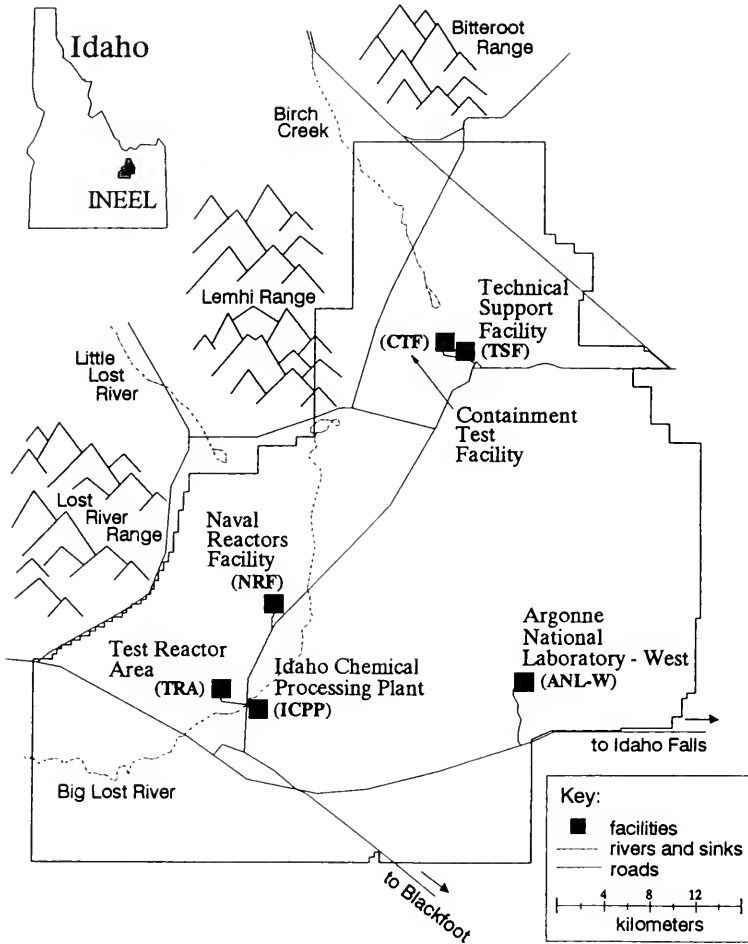 Idaho
INEEL
Bitteroot
Range
Birch
Creek
Lemhi Range
Technical
Support
Facility
(CTF)
(TSF)
Little
Lost
River
Containment
Test
Facility
Lost
River
Range
Naval
Reactors
Facility
(NRF)
Test Reactor
Area
(TRA)
Idaho Chemical
Processing Plant
(ICPP)
Argonne
National
Laboratory - West
(ANL-W)
to Idaho Falls
Big Lost River
to Blackfoot
Key:
facilities
rivers and sinks
roads
4 8 12
kilometers